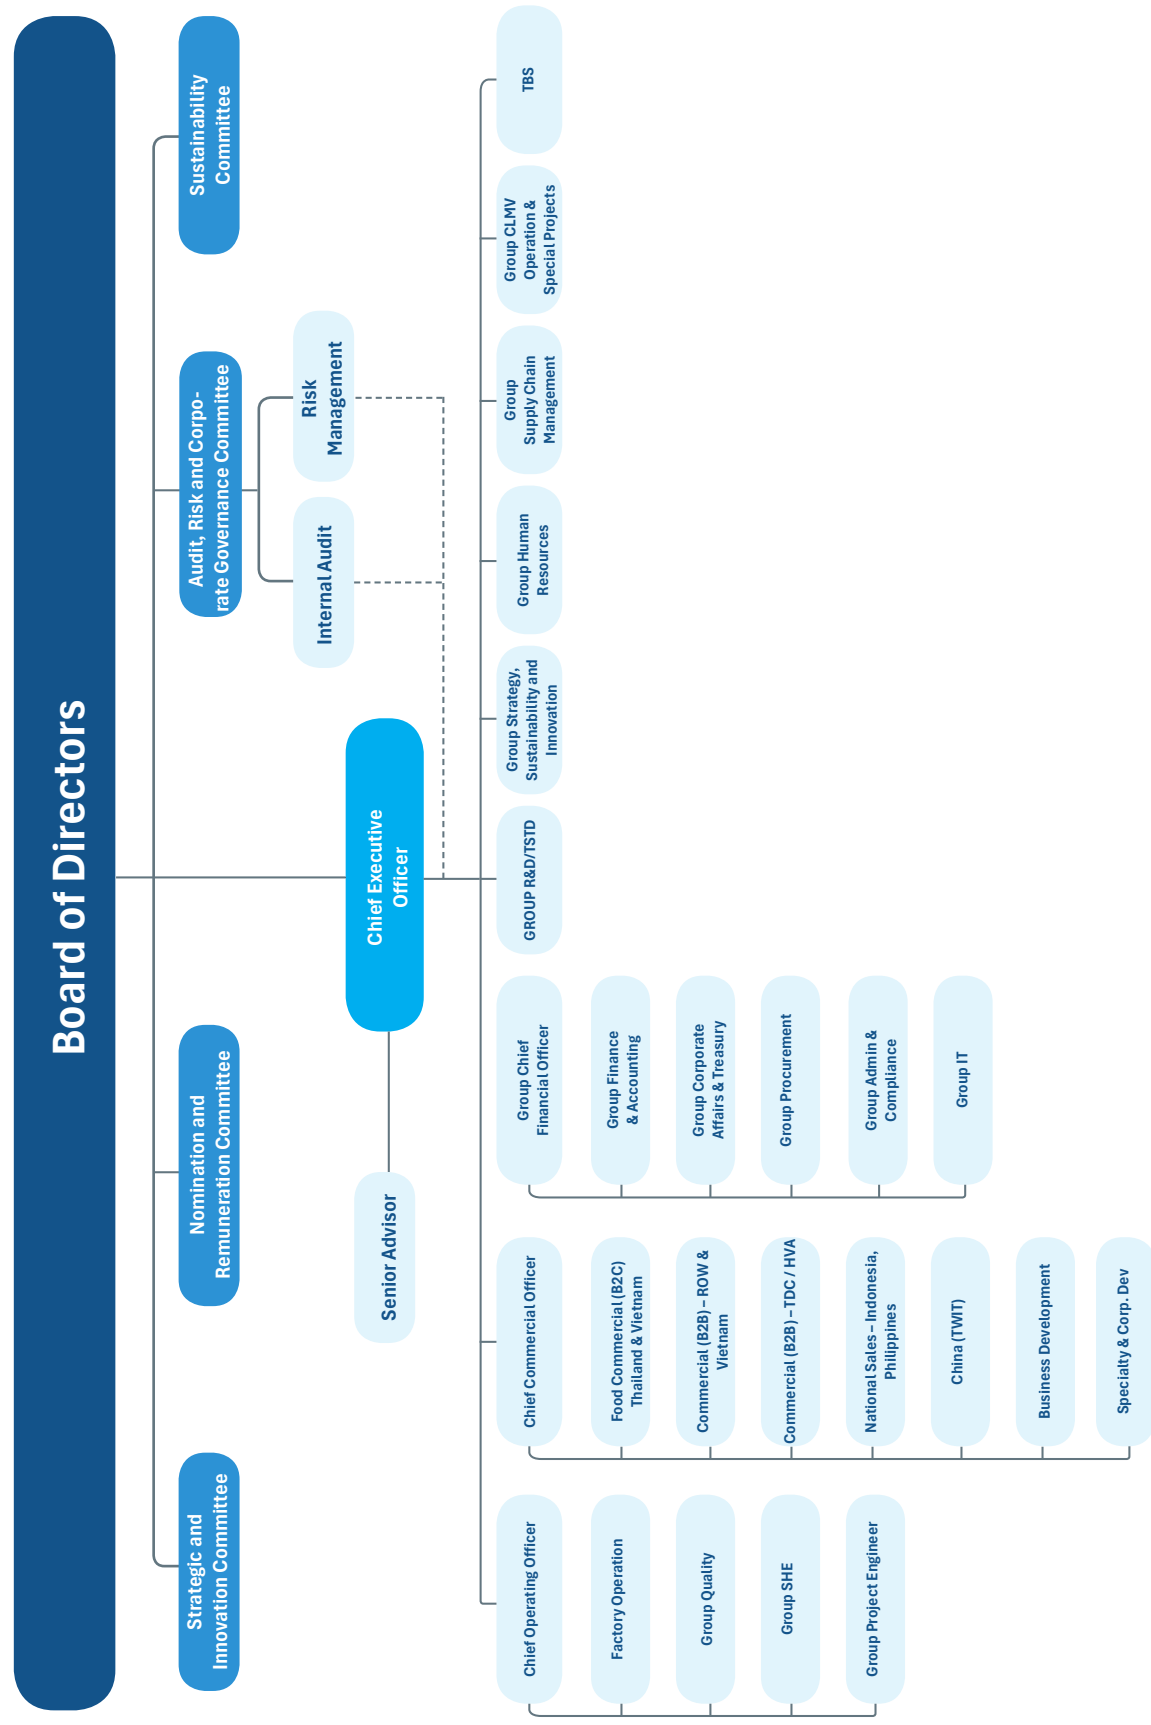 Board of Directors
Strategic and
Innovation Committee
Nomination and
Remuneration Committee
Audit, Risk and Corpo-
rate Governance Committee
Sustainability
Committee
Internal Audit
Risk
Management
Chief Executive
Officer
Senior Advisor
Chief Operating Officer
Factory Operation
Group Quality
Group SHE
Group Project Engineer
Chief Commercial Officer
Food Commercial (B2C)
Thailand & Vietnam
Commercial (B2B) – ROW &
Vietnam
Commercial (B2B) – TDC / HVA
National Sales – Indonesia,
Philippines
China (TWIT)
Business Development
Specialty & Corp. Dev
Group Chief
Financial Officer
Group Finance
& Accounting
Group Corporate
Affairs & Treasury
Group Procurement
Group Admin &
Compliance
Group IT
GROUP R&D/TSTD
Group Strategy,
Sustainability and
Innovation
Group Human
Resources
Group
Supply Chain
Management
Group CLMV
Operation &
Special Projects
TBS